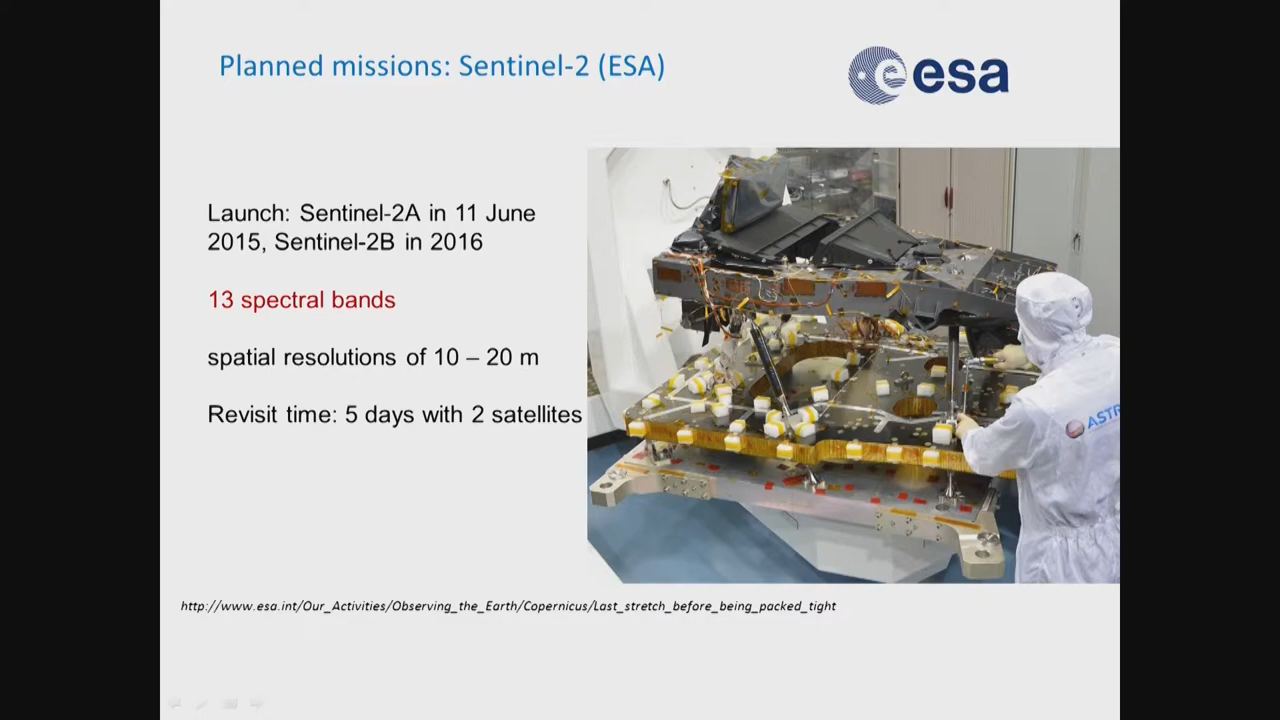 Planned missions: Sentinel-2 (ESA)
esa
Launch: Sentinel-2A in 11 June
2015, Sentinel-2B in 2016
13 spectral bands
spatial resolutions of 10 – 20 m
Revisit time: 5 days with 2 satellites
ASTR
http://www.esa.int/Our_Activities/Observing_the_Earth/Copernicus/Last_stretch_before_being_packed_tight